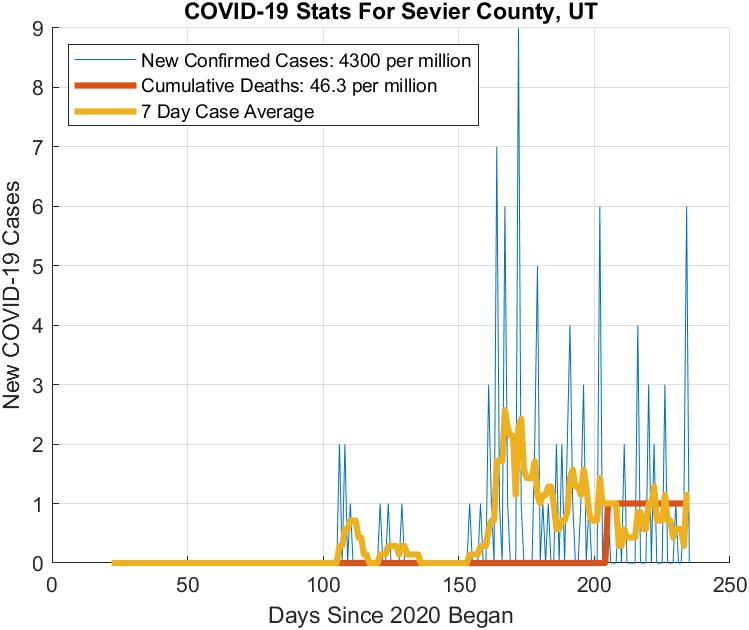 COVID-19 Stats For Sevier County, UT
New Confirmed Cases: 4300 per million
Cumulative Deaths: 46.3 per million
7 Day Case Average
New COVID-19 Cases
9
8
7
6
5
4
3
2
1
0
0 50 100 150 200 250
Days Since 2020 Began